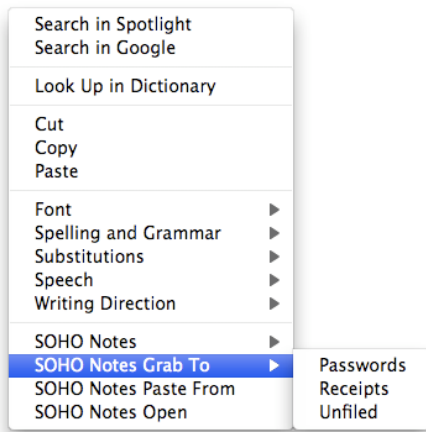 Search in Spotlight
Search in Google
Look Up in Dictionary
Cut
Copy
Paste
Font
Spelling and Grammar
Substitutions
Speech
Writing Direction
SOHO Notes
SOHO Notes Grab To
SOHO Notes Paste From
SOHO Notes Open
Passwords
Receipts
Unfiled